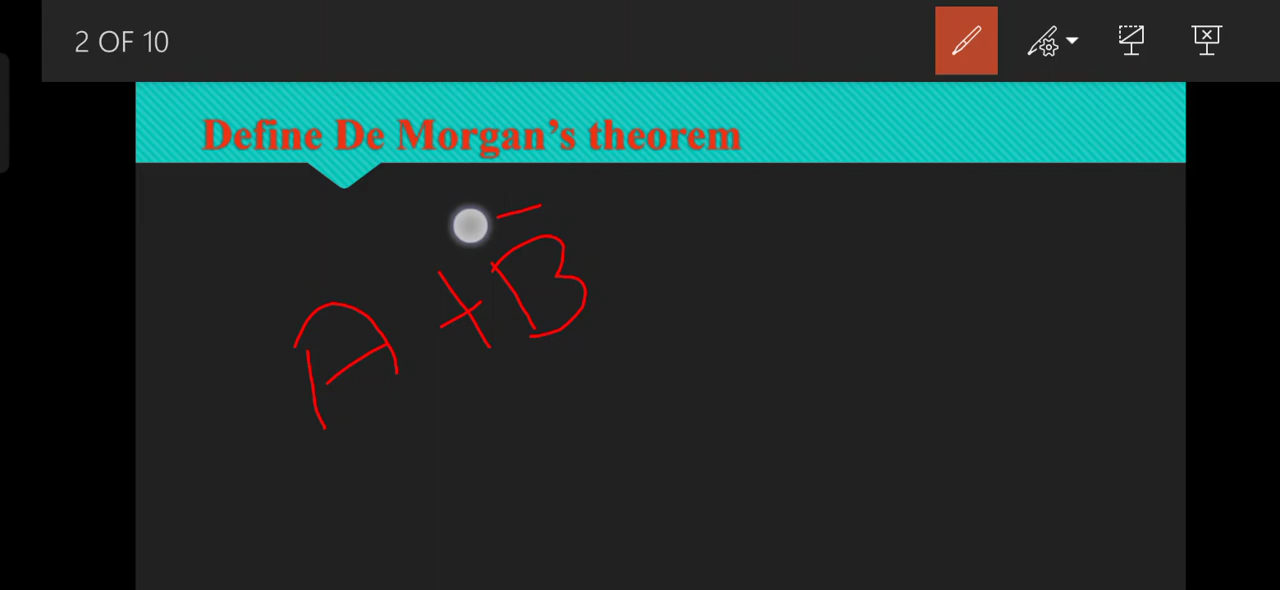 2 OF 10
Define De Morgan's theorem
A + B̅